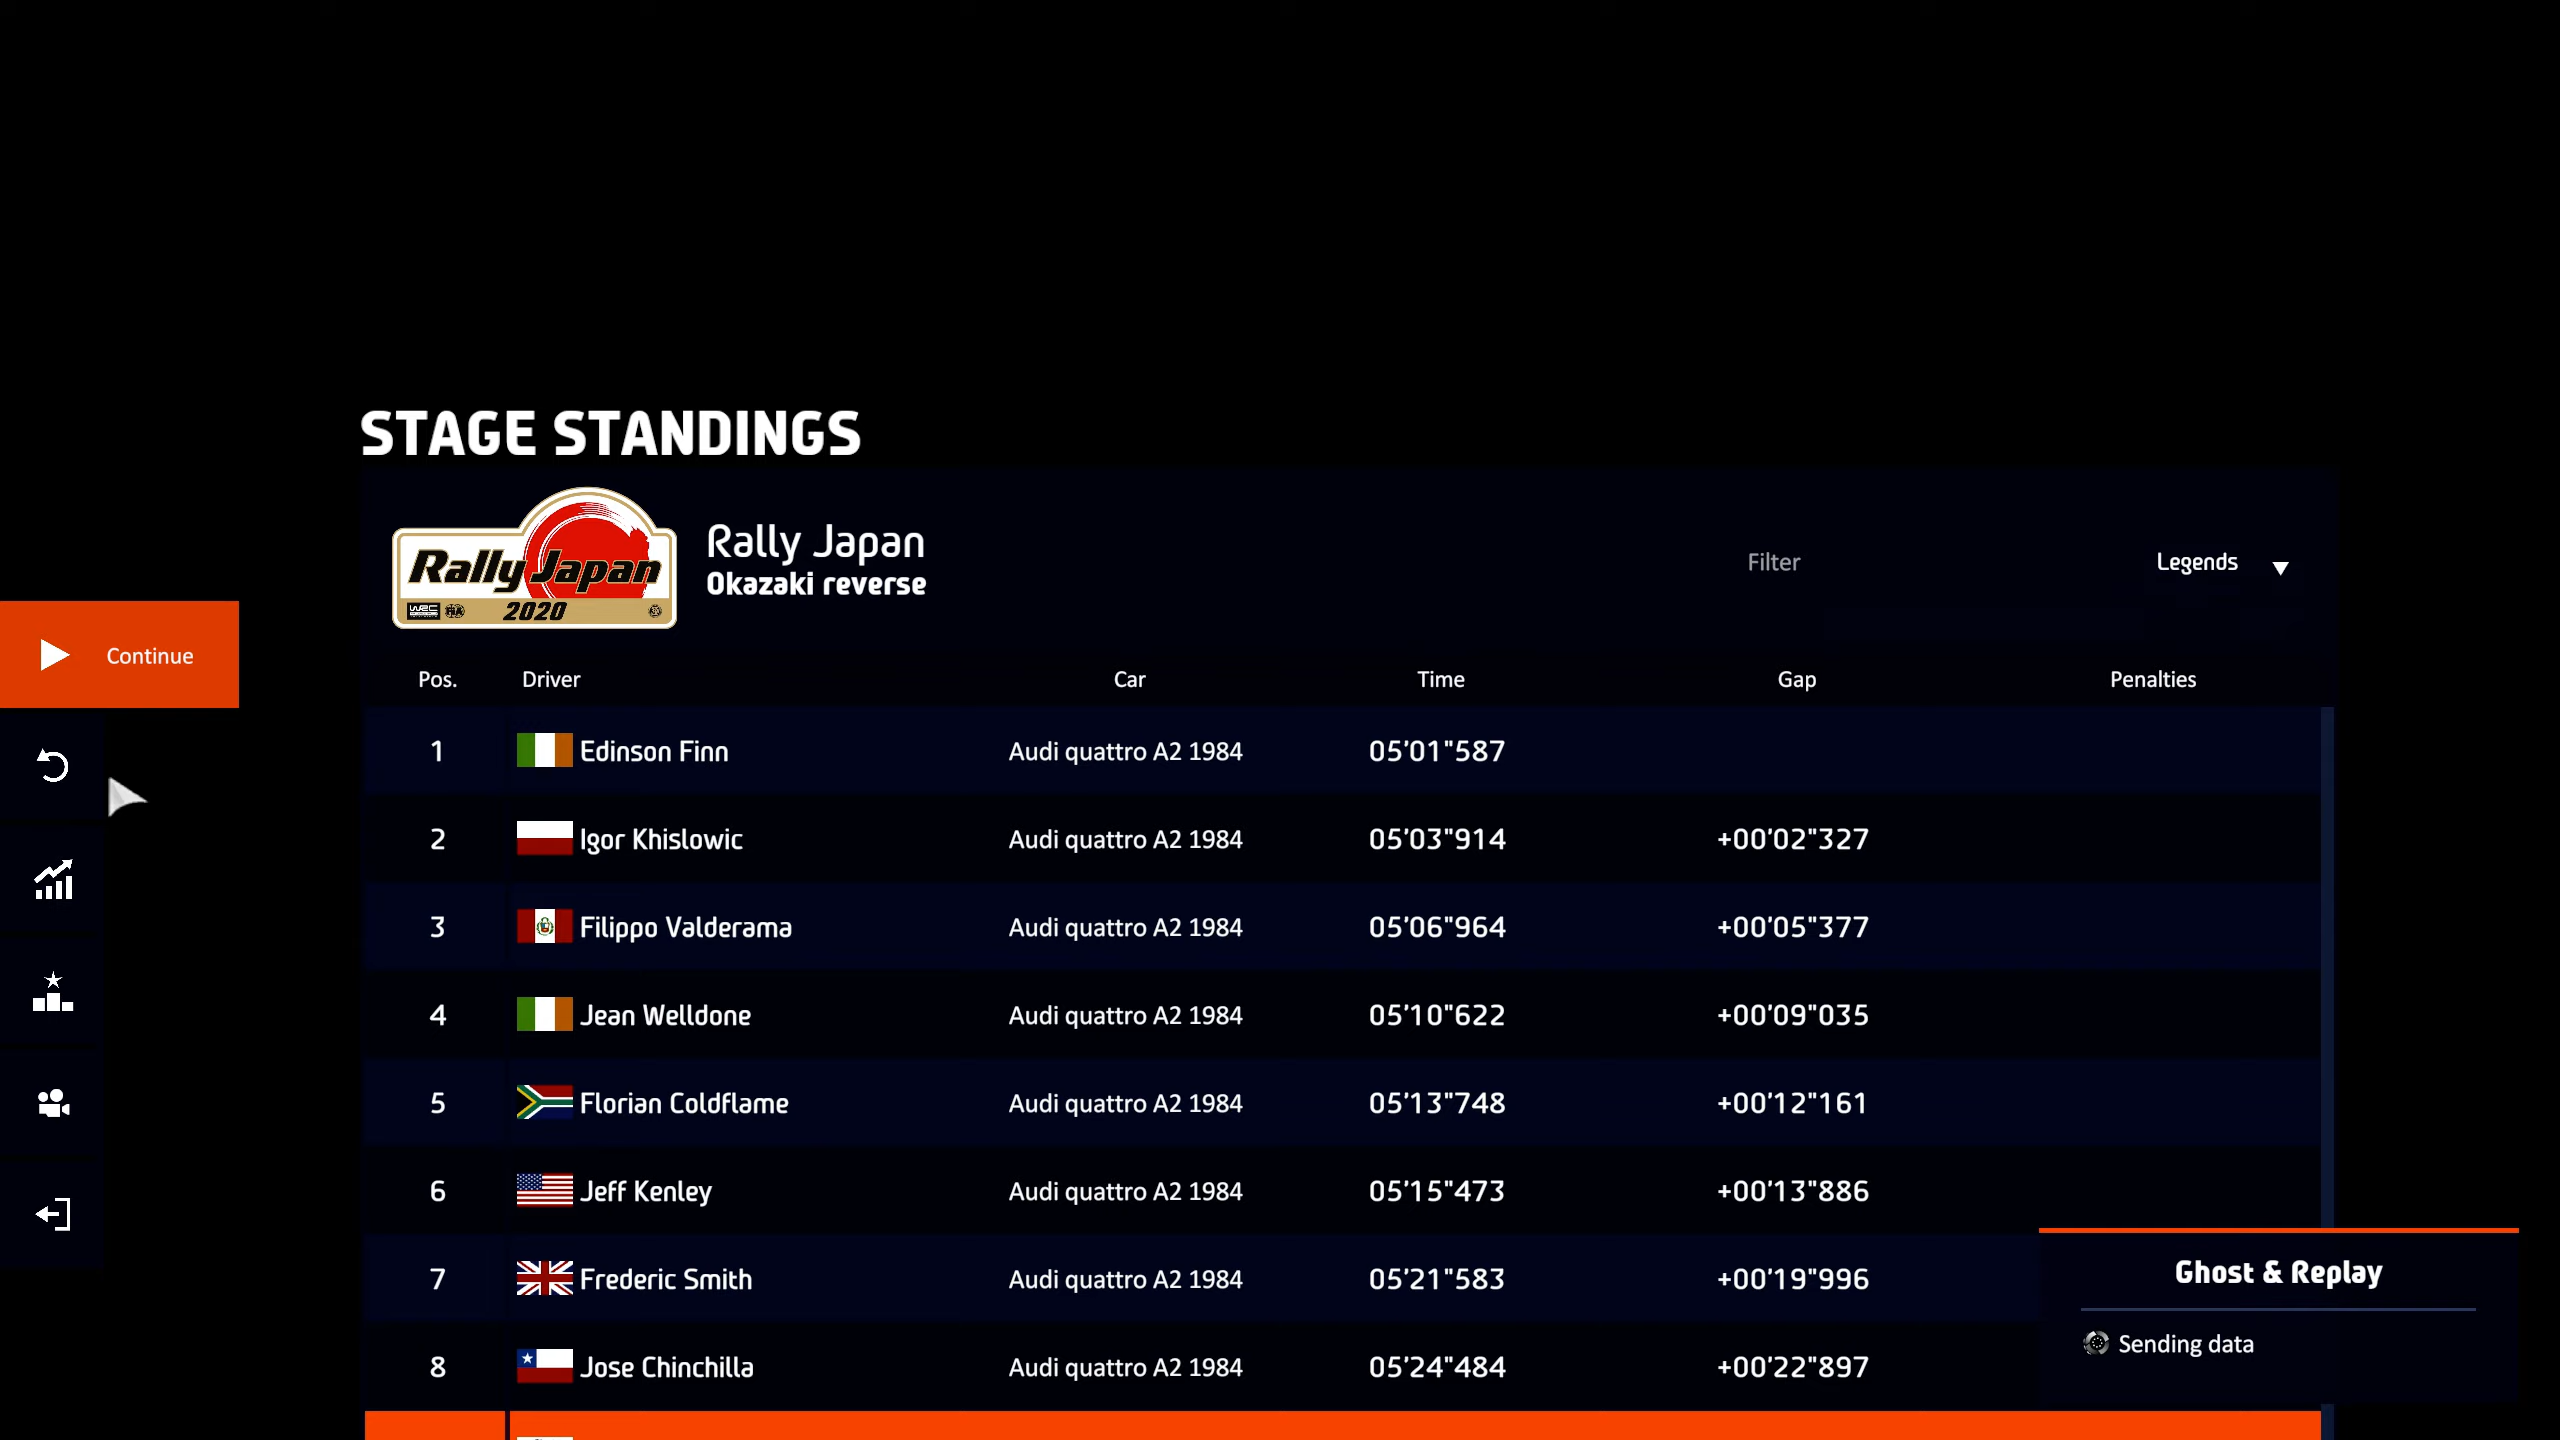 STAGE STANDINGS
Rally Japan
2020
WRC FIA
Rally Japan
Okazaki reverse
Filter
Legends
Continue
Pos. Driver Car Time Gap Penalties
1 Edinson Finn Audi quattro A2 1984 05'01"587
2 Igor Khislowic Audi quattro A2 1984 05'03"914 +00'02"327
3 Filippo Valderama Audi quattro A2 1984 05'06"964 +00'05"377
4 Jean Welldone Audi quattro A2 1984 05'10"622 +00'09"035
5 Florian Coldflame Audi quattro A2 1984 05'13"748 +00'12"161
6 Jeff Kenley Audi quattro A2 1984 05'15"473 +00'13"886
7 Frederic Smith Audi quattro A2 1984 05'21"583 +00'19"996
8 Jose Chinchilla Audi quattro A2 1984 05'24"484 +00'22"897
Ghost & Replay
Sending data